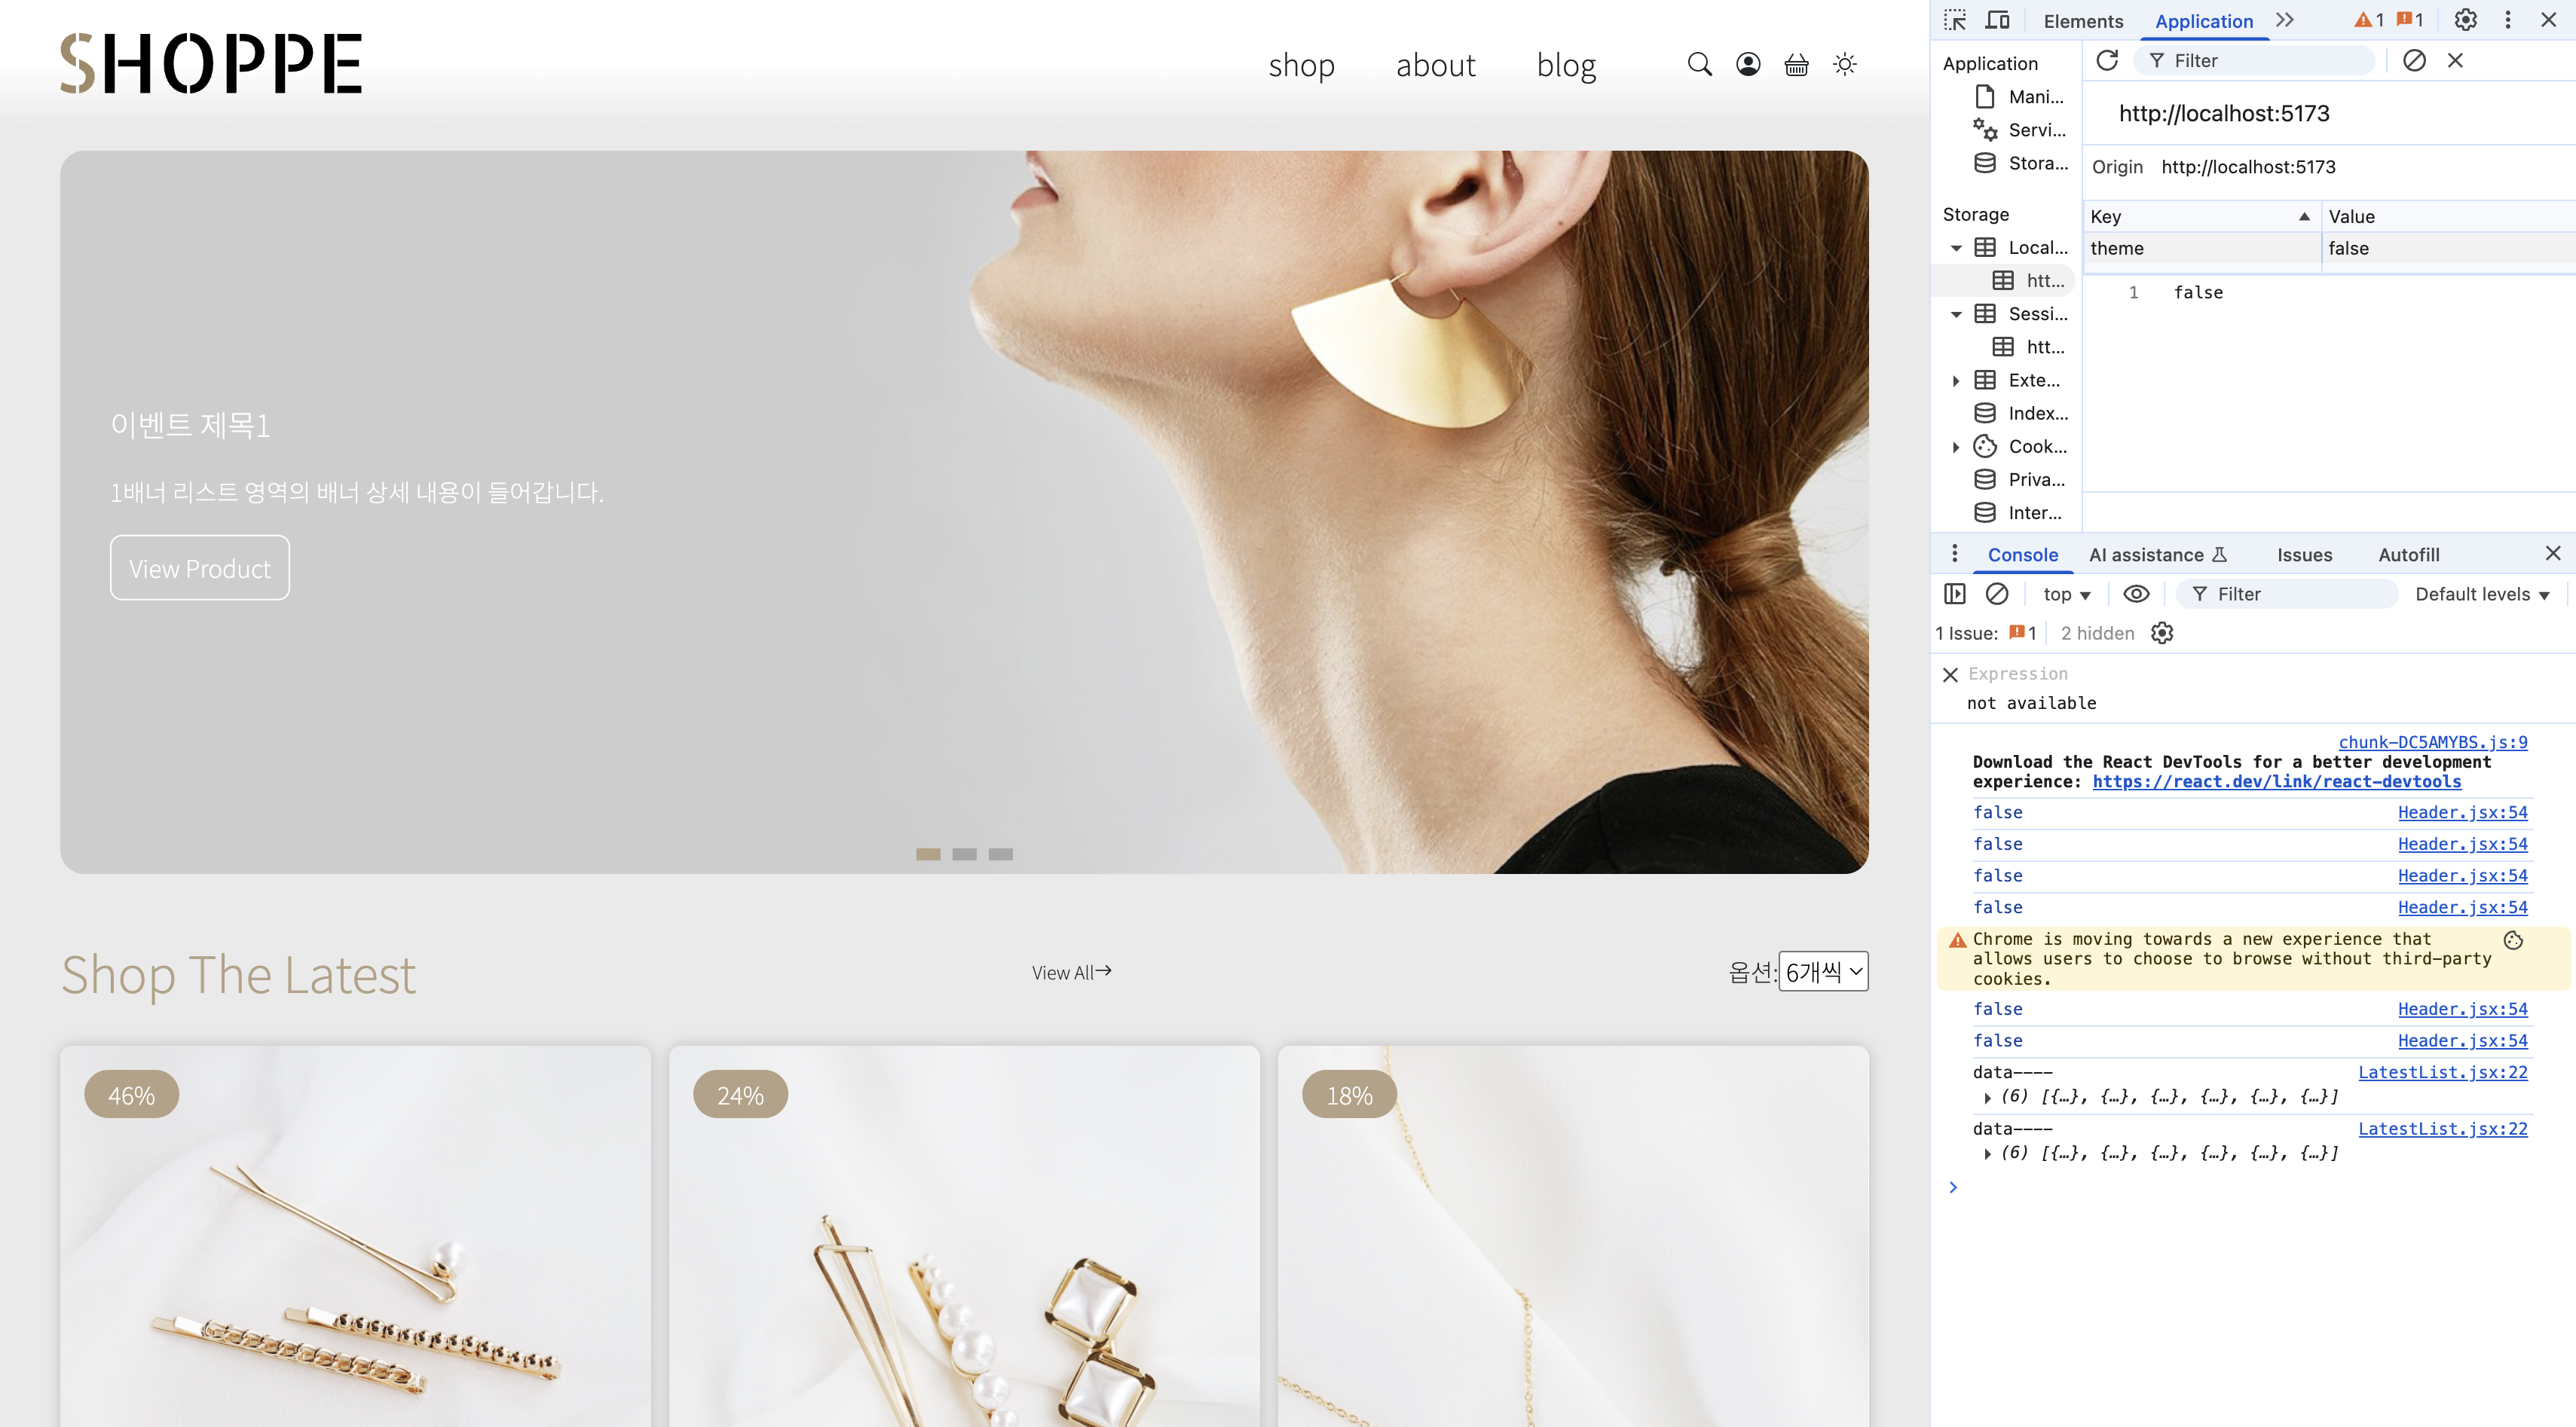 SHOPPE
shop
about
blog
이벤트 제목1
1배너 리스트 영역의 배너 상세 내용이 들어갑니다.
View Product
Shop The Latest
View All→
옵션: 6개씩
46%
24%
18%
Elements
Application
1
1
Application
Mani...
Servi...
Stora...
Storage
Local...
htt...
Sessi...
htt...
Exte...
Index...
Cook...
Priva...
Inter...
Filter
http://localhost:5173
Origin http://localhost:5173
Key Value
theme false
1 false
Console AI assistance Issues Autofill
top Filter Default levels
1 Issue: 1 2 hidden
Expression
not available
chunk-DC5AMYBS.js:9
Download the React DevTools for a better development
experience: https://react.dev/link/react-devtools
false Header.jsx:54
false Header.jsx:54
false Header.jsx:54
false Header.jsx:54
Chrome is moving towards a new experience that
allows users to choose to browse without third-party
cookies.
false Header.jsx:54
false Header.jsx:54
data---- LatestList.jsx:22
(6) [{…}, {…}, {…}, {…}, {…}, {…}]
data---- LatestList.jsx:22
(6) [{…}, {…}, {…}, {…}, {…}, {…}]